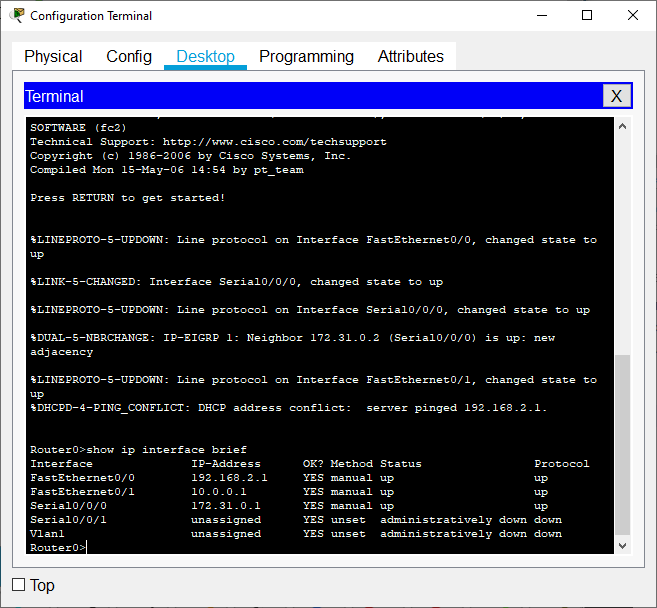 Configuration Terminal
Physical Config Desktop Programming Attributes
Terminal
X
SOFTWARE (fc2)
Technical Support: http://www.cisco.com/techsupport
Copyright (c) 1986-2006 by Cisco Systems, Inc.
Compiled Mon 15-May-06 14:54 by pt_team
Press RETURN to get started!
%LINEPROTO-5-UPDOWN: Line protocol on Interface FastEthernet0/0, changed state to
up
%LINK-5-CHANGED: Interface Serial0/0/0, changed state to up
%LINEPROTO-5-UPDOWN: Line protocol on Interface Serial0/0/0, changed state to up
%DUAL-5-NBRCHANGE: IP-EIGRP 1: Neighbor 172.31.0.2 (Serial0/0/0) is up: new
adjacency
%LINEPROTO-5-UPDOWN: Line protocol on Interface FastEthernet0/1, changed state to
up
%DHCPD-4-PING_CONFLICT: DHCP address conflict:  server pinged 192.168.2.1.
Router0>show ip interface brief
Interface              IP-Address      OK? Method Status                Protocol
FastEthernet0/0        192.168.2.1     YES manual up                    up
FastEthernet0/1        10.0.0.1        YES manual up                    up
Serial0/0/0            172.31.0.1      YES manual up                    up
Serial0/0/1            unassigned      YES unset  administratively down down
Vlan1                  unassigned      YES unset  administratively down down
Router0>
Top